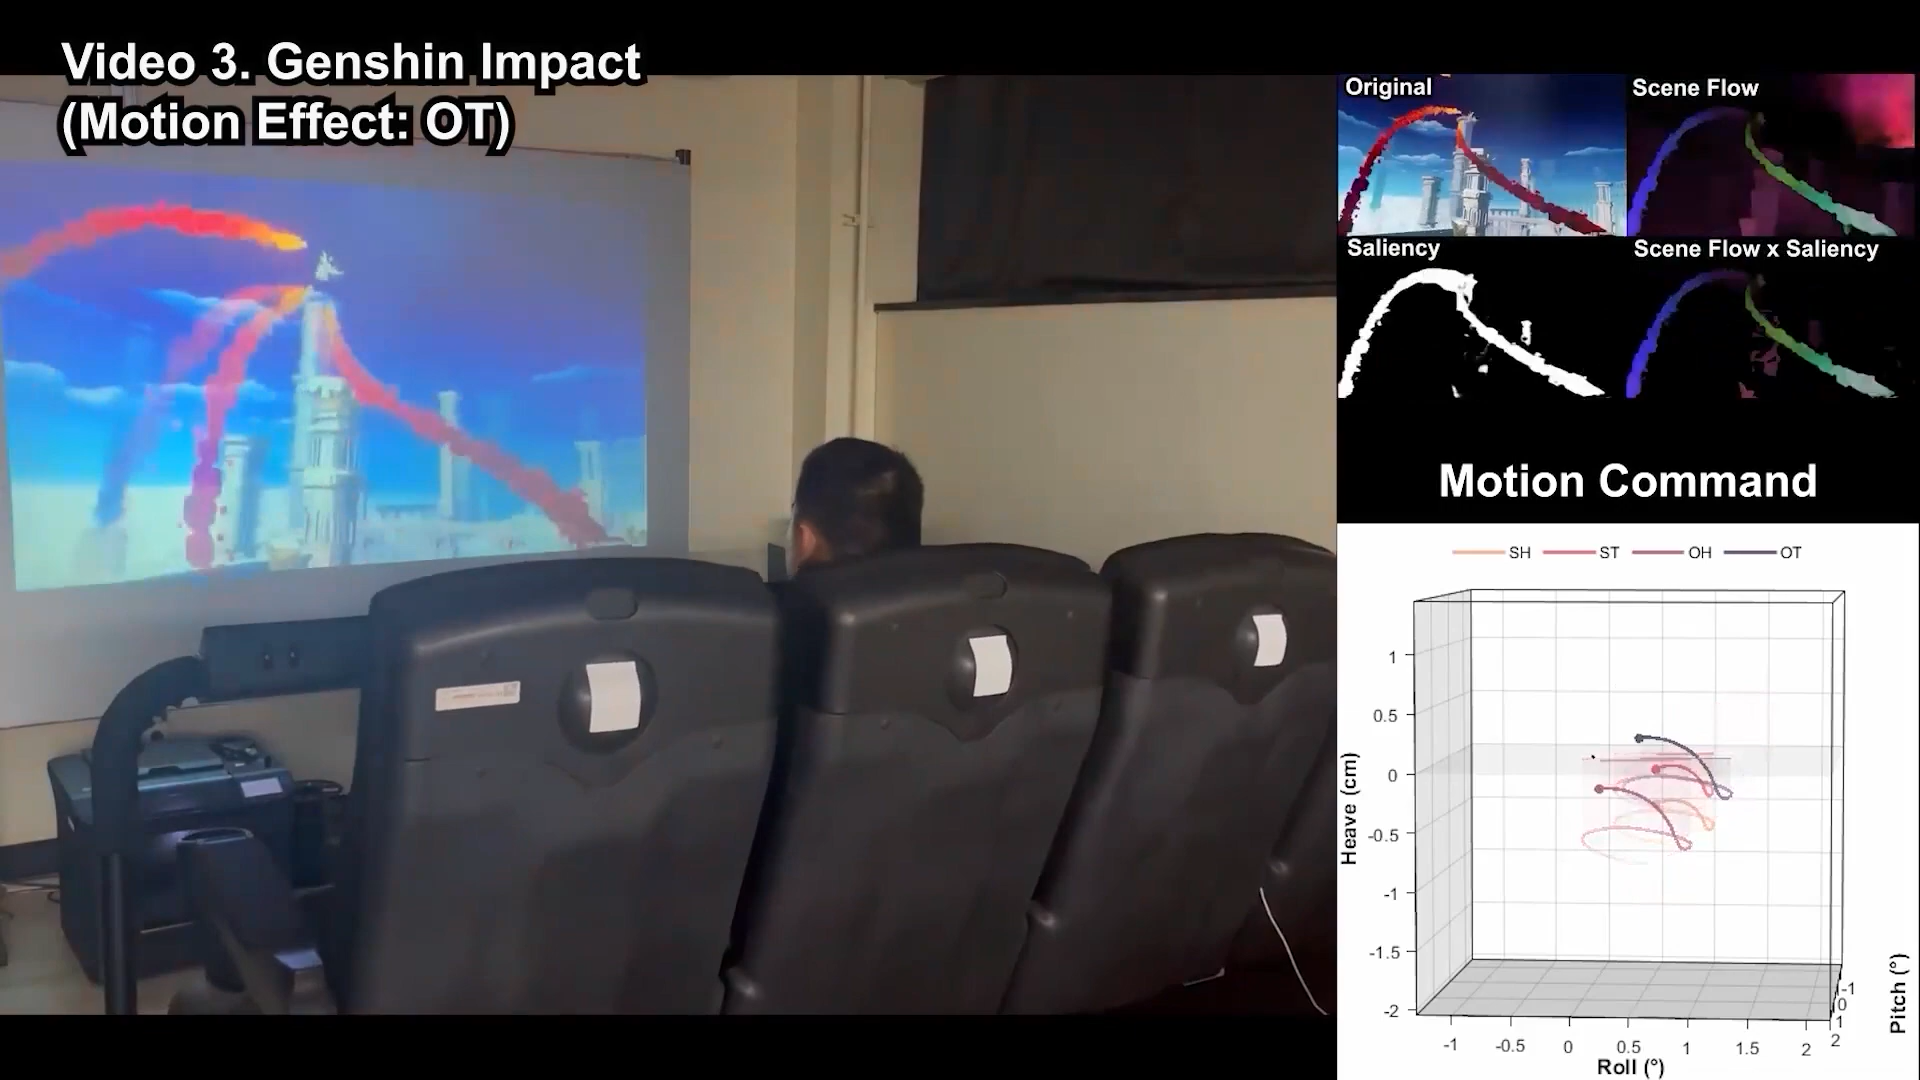 Video 3. Genshin Impact
(Motion Effect: OT)
Original
Scene Flow
Saliency
Scene Flow x Saliency
Motion Command
SH ST OH OT
1
0.5
0
-0.5
-1
-1.5
-2
Heave (cm)
-1 -0.5 0 0.5 1 1.5 2
Roll (°)
-1
0
1
2
Pitch (°)